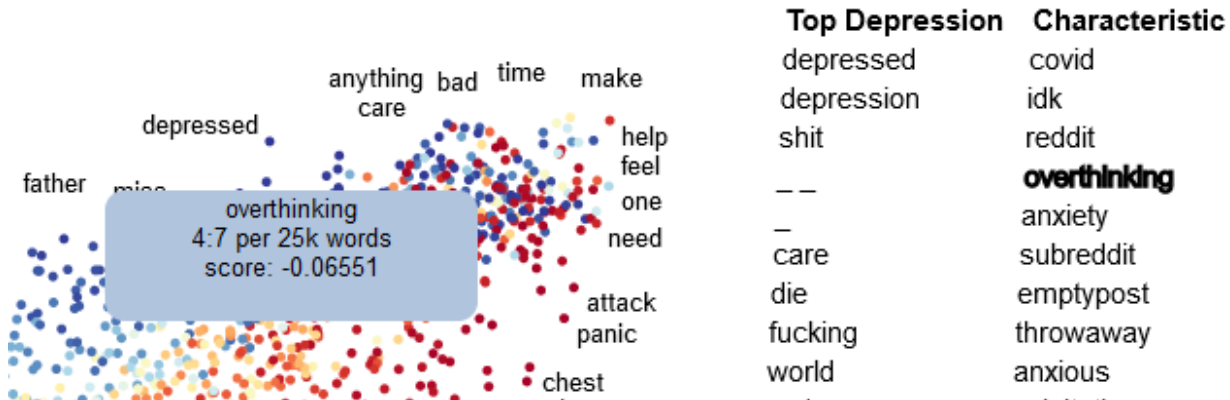 Top Depression Characteristic
depressed covid
depression idk
shit reddit
_ _ overthinking
_ anxiety
care subreddit
die emptypost
fucking throwaway
world anxious
anything bad time make
care
depressed
help
feel
father
one
need
overthinking
4:7 per 25k words
score: -0.06551
attack
panic
chest